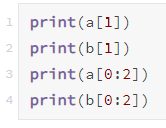 1 print(a[1])
2 print(b[1])
3 print(a[0:2])
4 print(b[0:2])